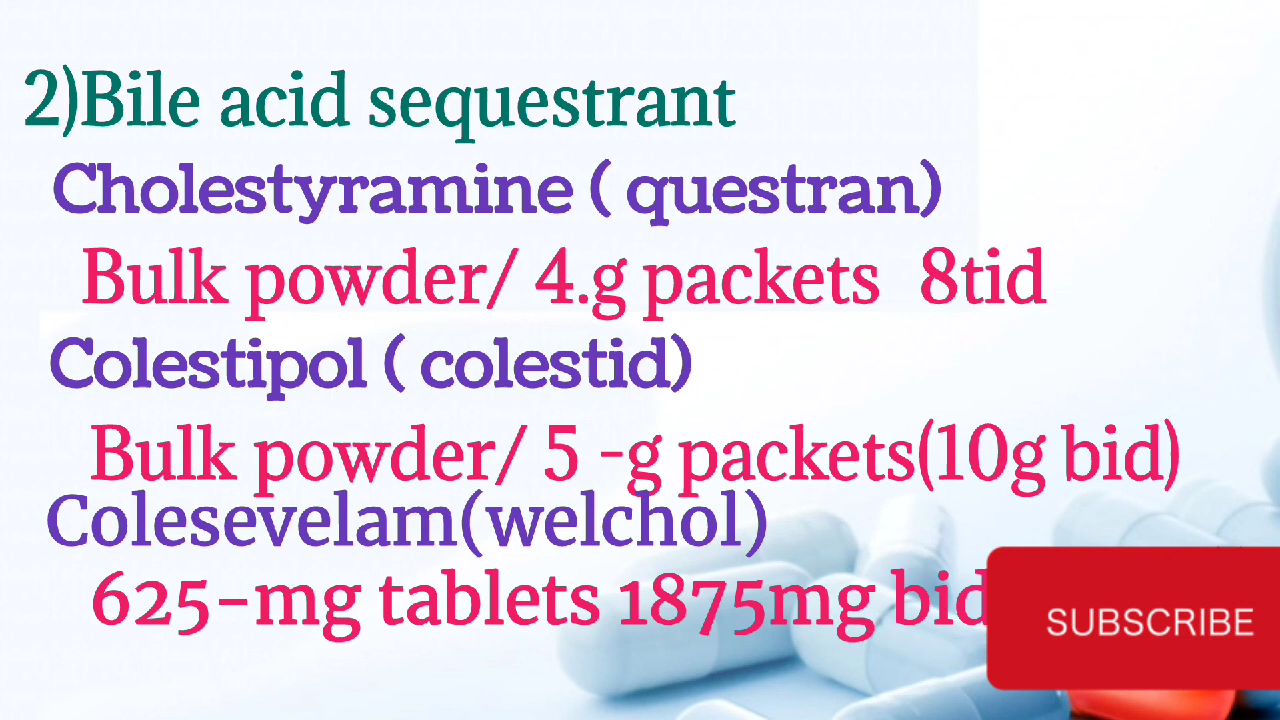 2)Bile acid sequestrant
Cholestyramine ( questran)
Bulk powder/ 4.g packets 8tid
Colestipol ( colestid)
Bulk powder/ 5 -g packets(10g bid)
Colesevelam(welchol)
625-mg tablets 1875mg bid
SUBSCRIBE